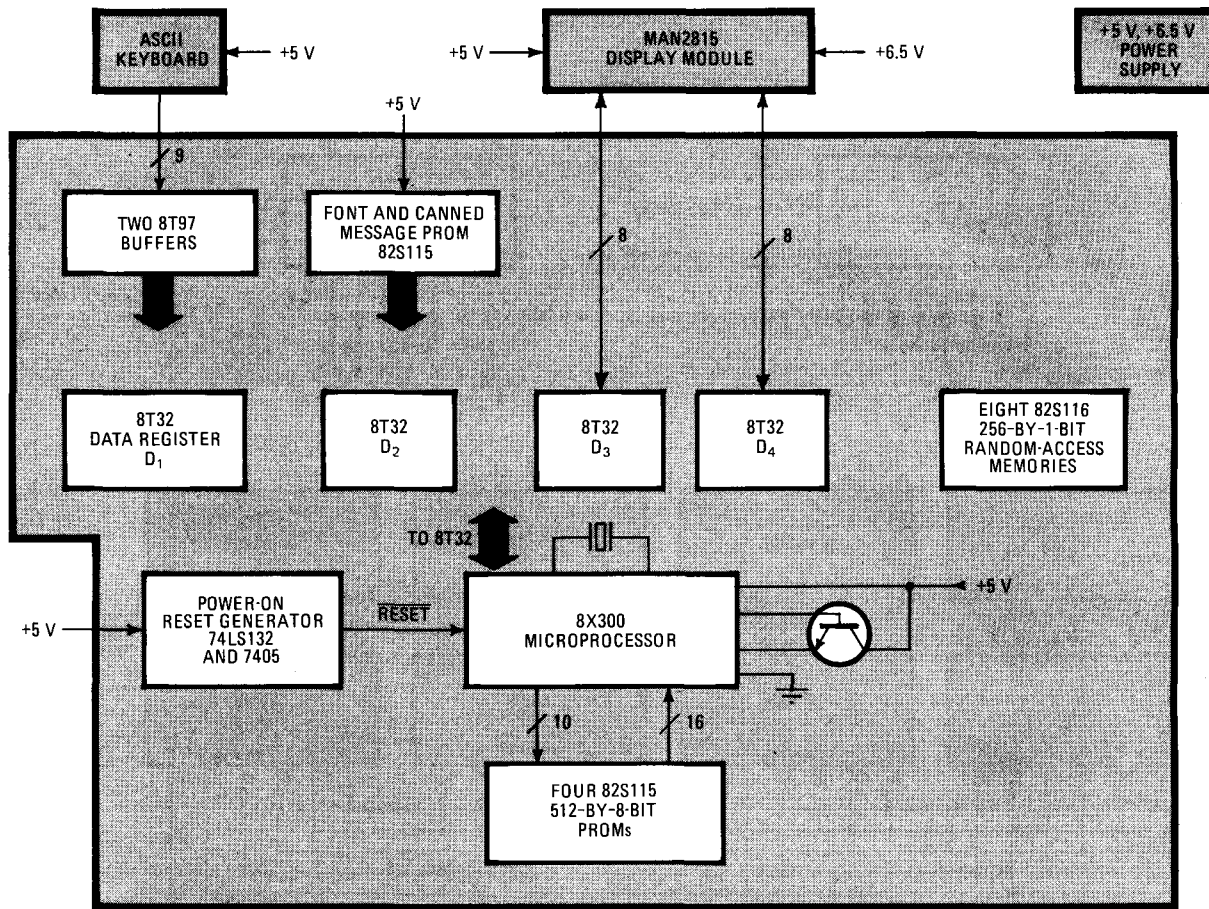 ASCII
KEYBOARD
+5 V
+5 V
MAN2815
DISPLAY MODULE
+6.5 V
+5 V, +6.5 V
POWER
SUPPLY
+5 V
9
TWO 8T97
BUFFERS
FONT AND CANNED
MESSAGE PROM
82S115
8
8
8T32
DATA REGISTER
D1
8T32
D2
8T32
D3
8T32
D4
EIGHT 82S116
256-BY-1-BIT
RANDOM-ACCESS
MEMORIES
TO 8T32
+5 V
POWER-ON
RESET GENERATOR
74LS132
AND 7405
RESET
8X300
MICROPROCESSOR
+5 V
10
16
FOUR 82S115
512-BY-8-BIT
PROMs